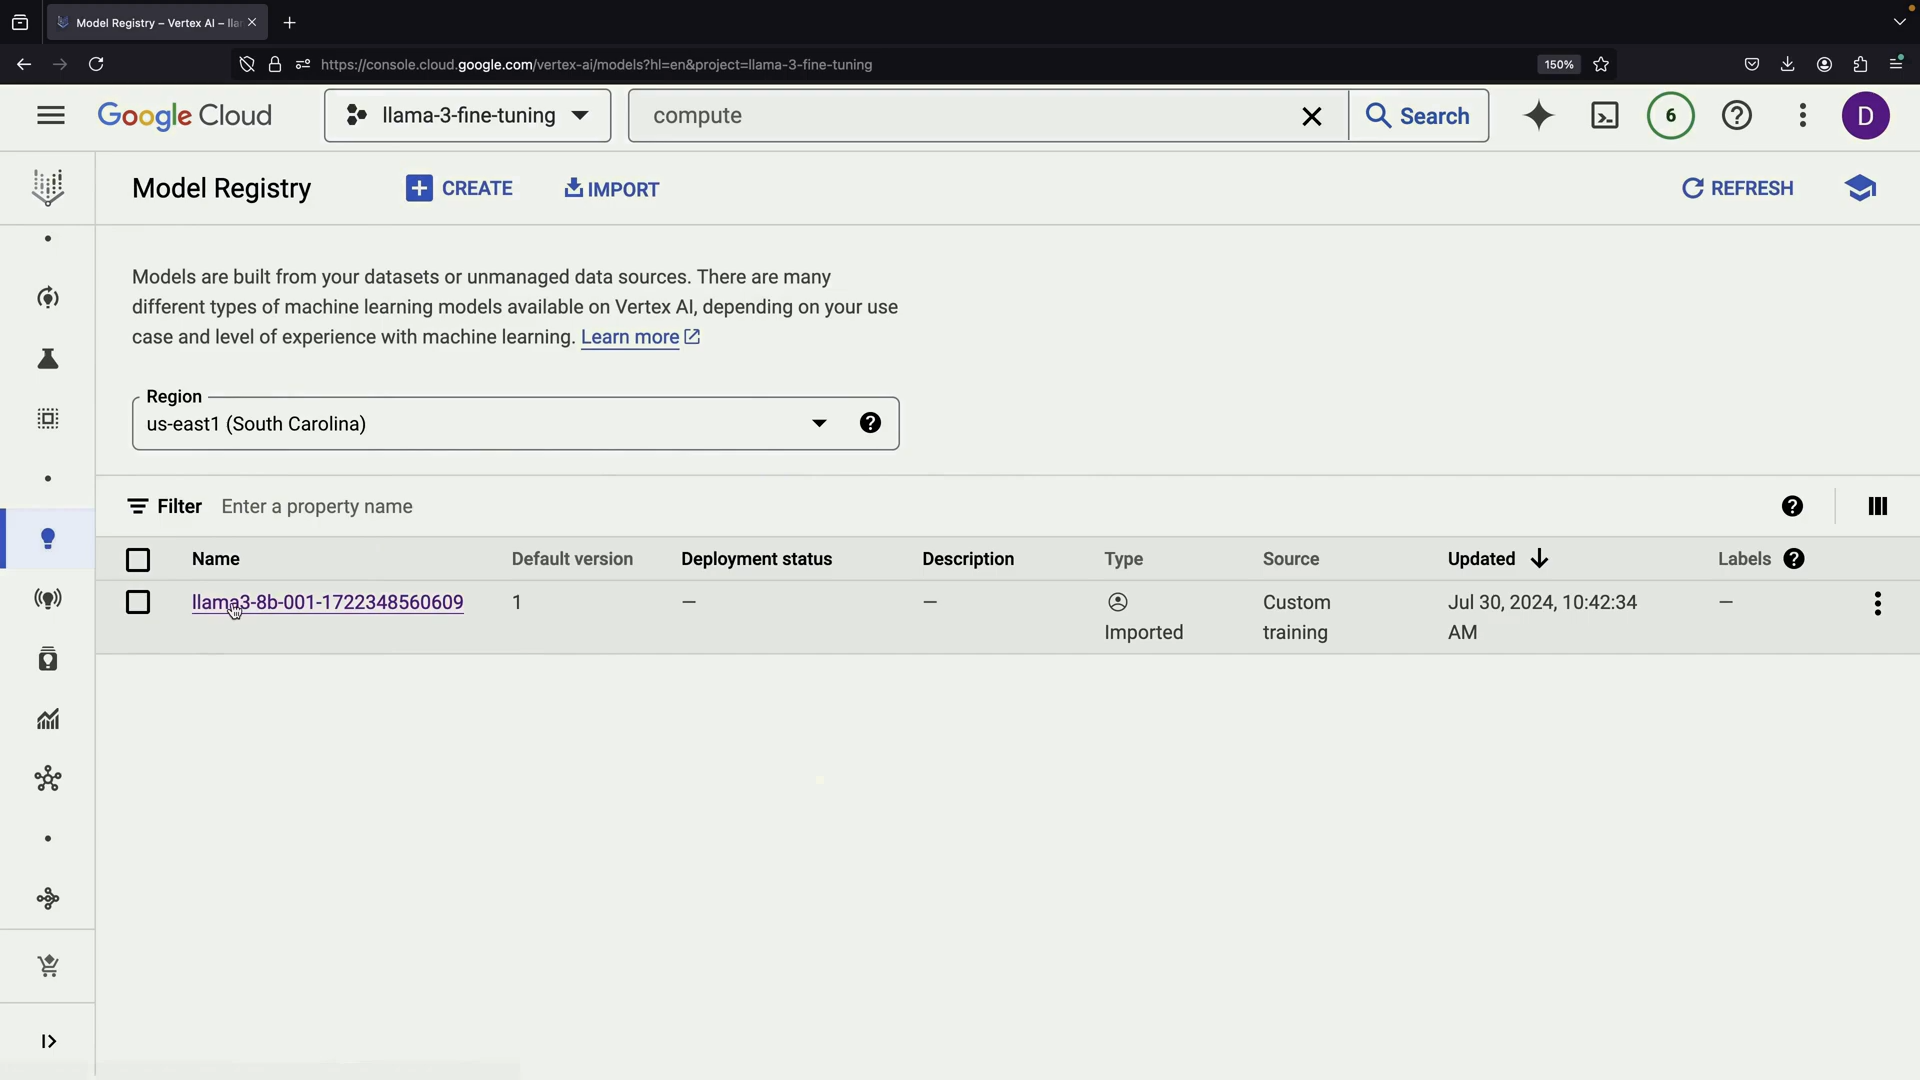 Model Registry – Vertex AI – lla
https://console.cloud.google.com/vertex-ai/models?hl=en&project=llama-3-fine-tuning
150%
Google Cloud
llama-3-fine-tuning
compute
Search
6
D
Model Registry
CREATE
IMPORT
REFRESH
Models are built from your datasets or unmanaged data sources. There are many
different types of machine learning models available on Vertex AI, depending on your use
case and level of experience with machine learning. Learn more
Region
us-east1 (South Carolina)
Filter Enter a property name
Name Default version Deployment status Description Type Source Updated Labels
llama3-8b-001-1722348560609 1 — — Imported Custom training Jul 30, 2024, 10:42:34 AM —